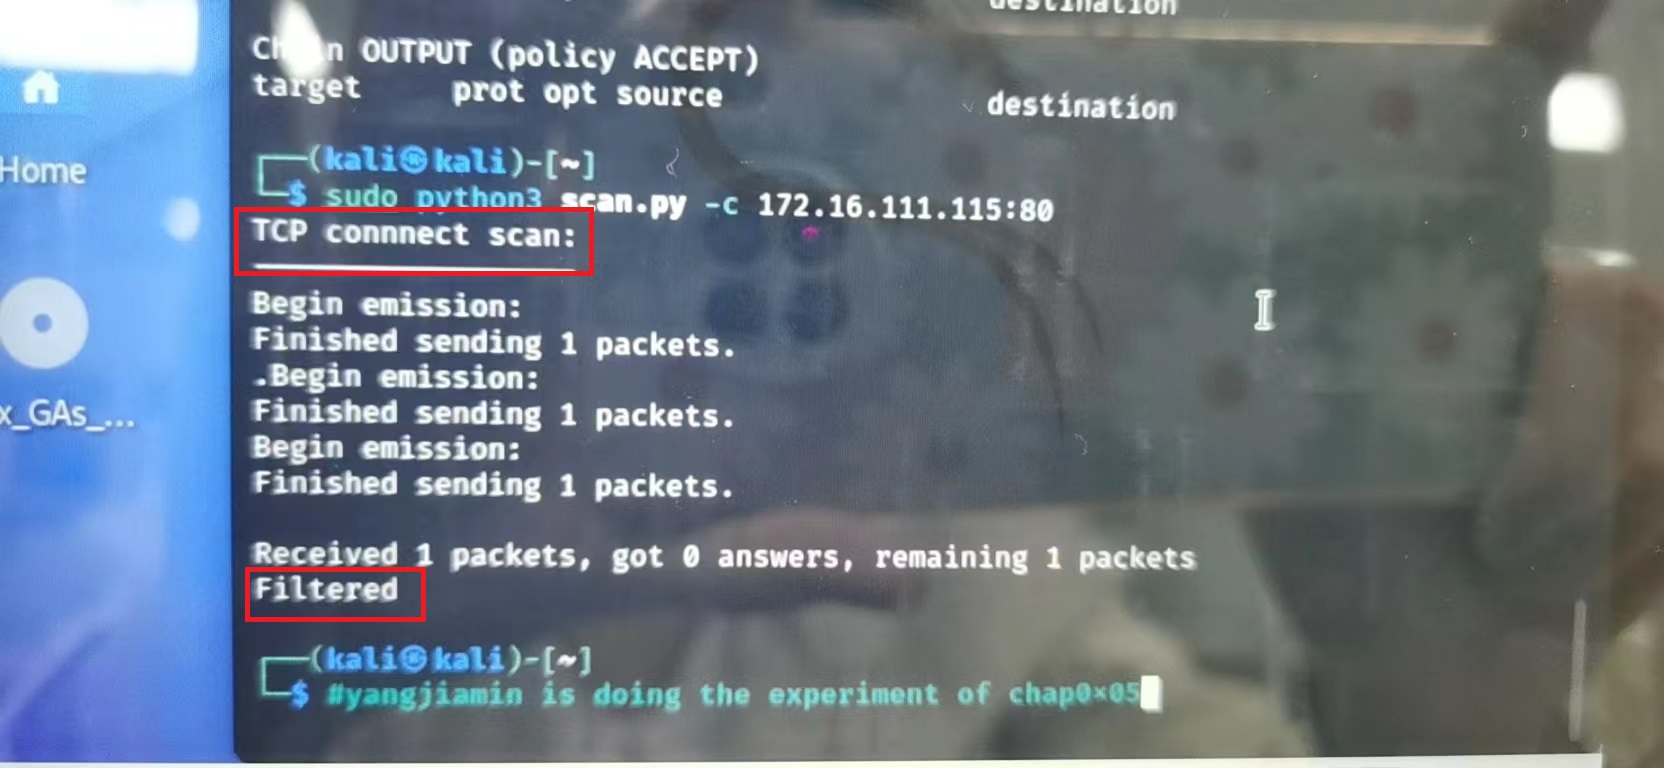 destination
Chain OUTPUT (policy ACCEPT)
target prot opt source destination
(kali㉿kali)-[~]
$ sudo python3 scan.py -c 172.16.111.115:80
TCP connnect scan:
Begin emission:
Finished sending 1 packets.
.Begin emission:
Finished sending 1 packets.
Begin emission:
Finished sending 1 packets.
Received 1 packets, got 0 answers, remaining 1 packets
Filtered
(kali㉿kali)-[~]
$ #yangjiamin is doing the experiment of chap0×05
Home
x_GAs_...